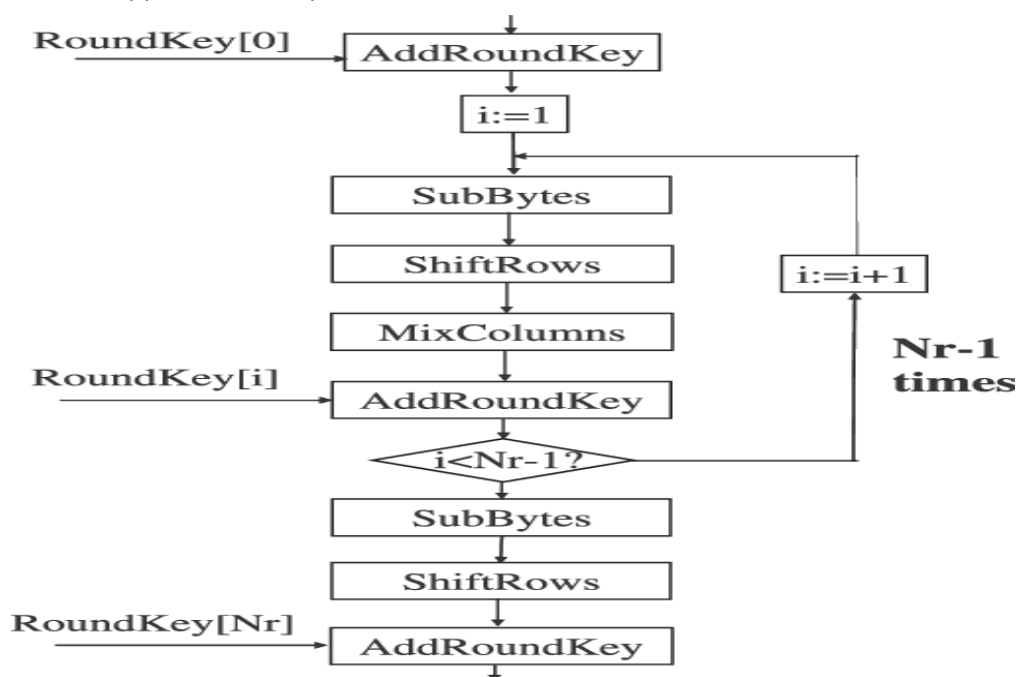 RoundKey[0]
AddRoundKey
i:=1
SubBytes
ShiftRows
i:=i+1
MixColumns
Nr-1
times
RoundKey[i]
AddRoundKey
i<Nr-1?
SubBytes
ShiftRows
RoundKey[Nr]
AddRoundKey